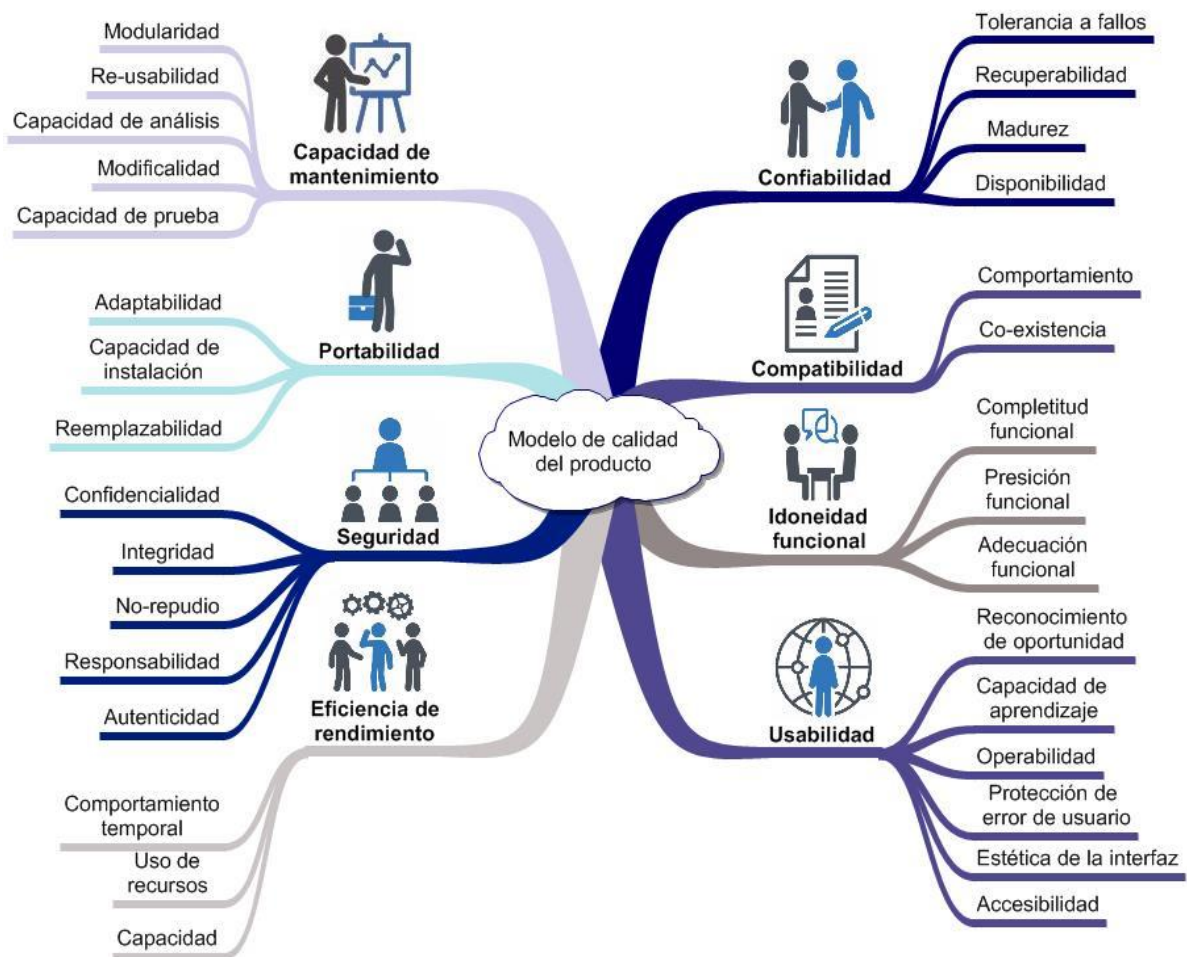 Modelo de calidad
del producto
Capacidad de
mantenimiento
Modularidad
Re-usabilidad
Capacidad de análisis
Modificalidad
Capacidad de prueba
Portabilidad
Adaptabilidad
Capacidad de
instalación
Reemplazabilidad
Seguridad
Confidencialidad
Integridad
No-repudio
Responsabilidad
Autenticidad
Eficiencia de
rendimiento
Comportamiento
temporal
Uso de
recursos
Capacidad
Confiabilidad
Tolerancia a fallos
Recuperabilidad
Madurez
Disponibilidad
Compatibilidad
Comportamiento
Co-existencia
Idoneidad
funcional
Completitud
funcional
Presición
funcional
Adecuación
funcional
Usabilidad
Reconocimiento
de oportunidad
Capacidad de
aprendizaje
Operabilidad
Protección de
error de usuario
Estética de la interfaz
Accesibilidad